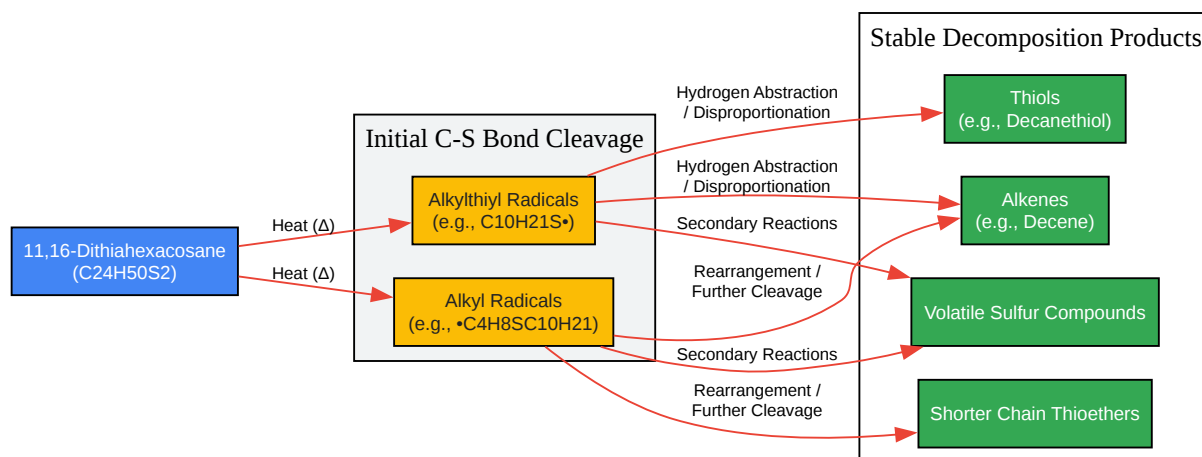 Stable Decomposition Products
Hydrogen Abstraction
/ Disproportionation
Thiols
(e.g., Decanethiol)
Initial C-S Bond Cleavage
Hydrogen Abstraction
/ Disproportionation
Alkylthiyl Radicals
(e.g., C10H21S•)
Alkenes
(e.g., Decene)
Heat (Δ)
Secondary Reactions
11,16-Dithiahexacosane
(C24H50S2)
Heat (Δ)
Rearrangement /
Further Cleavage
Alkyl Radicals
(e.g., •C4H8SC10H21)
Volatile Sulfur Compounds
Secondary Reactions
Rearrangement /
Further Cleavage
Shorter Chain Thioethers